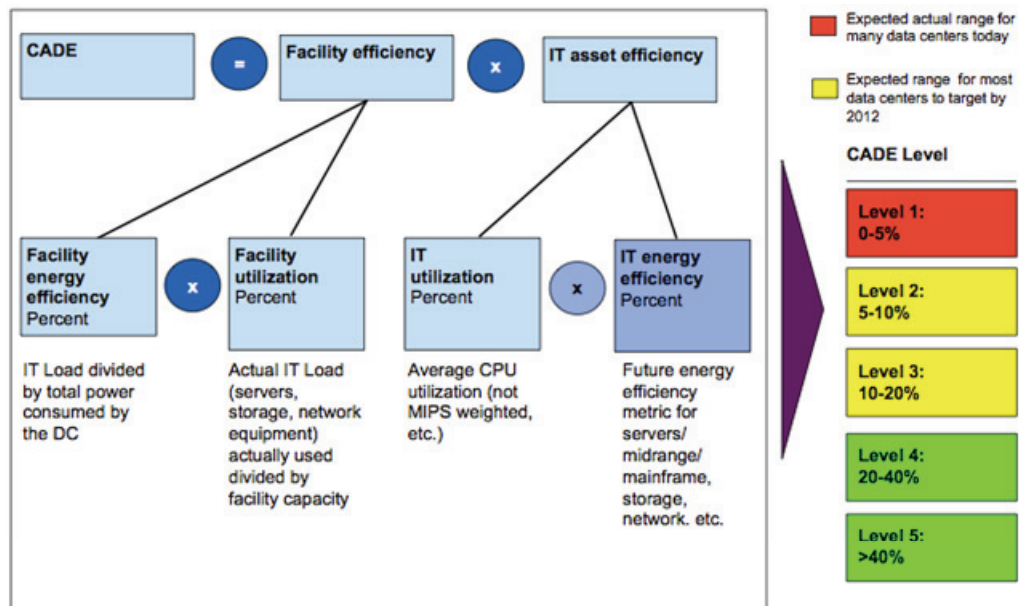 CADE
=
Facility efficiency
x
IT asset efficiency
Facility
energy
efficiency
Percent
x
Facility
utilization
Percent
IT
utilization
Percent
x
IT energy
efficiency
Percent
IT Load divided
by total power
consumed by
the DC
Actual IT Load
(servers,
storage, network
equipment)
actually used
divided by
facility capacity
Average CPU
utilization (not
MIPS weighted,
etc.)
Future energy
efficiency
metric for
servers/
midrange/
mainframe,
storage,
network. etc.
Expected actual range for
many data centers today
Expected range for most
data centers to target by
2012
CADE Level
Level 1:
0-5%
Level 2:
5-10%
Level 3:
10-20%
Level 4:
20-40%
Level 5:
>40%